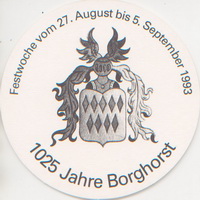 Festwoche vom 27. August bis 5. September 1993
1025 Jahre Borghorst